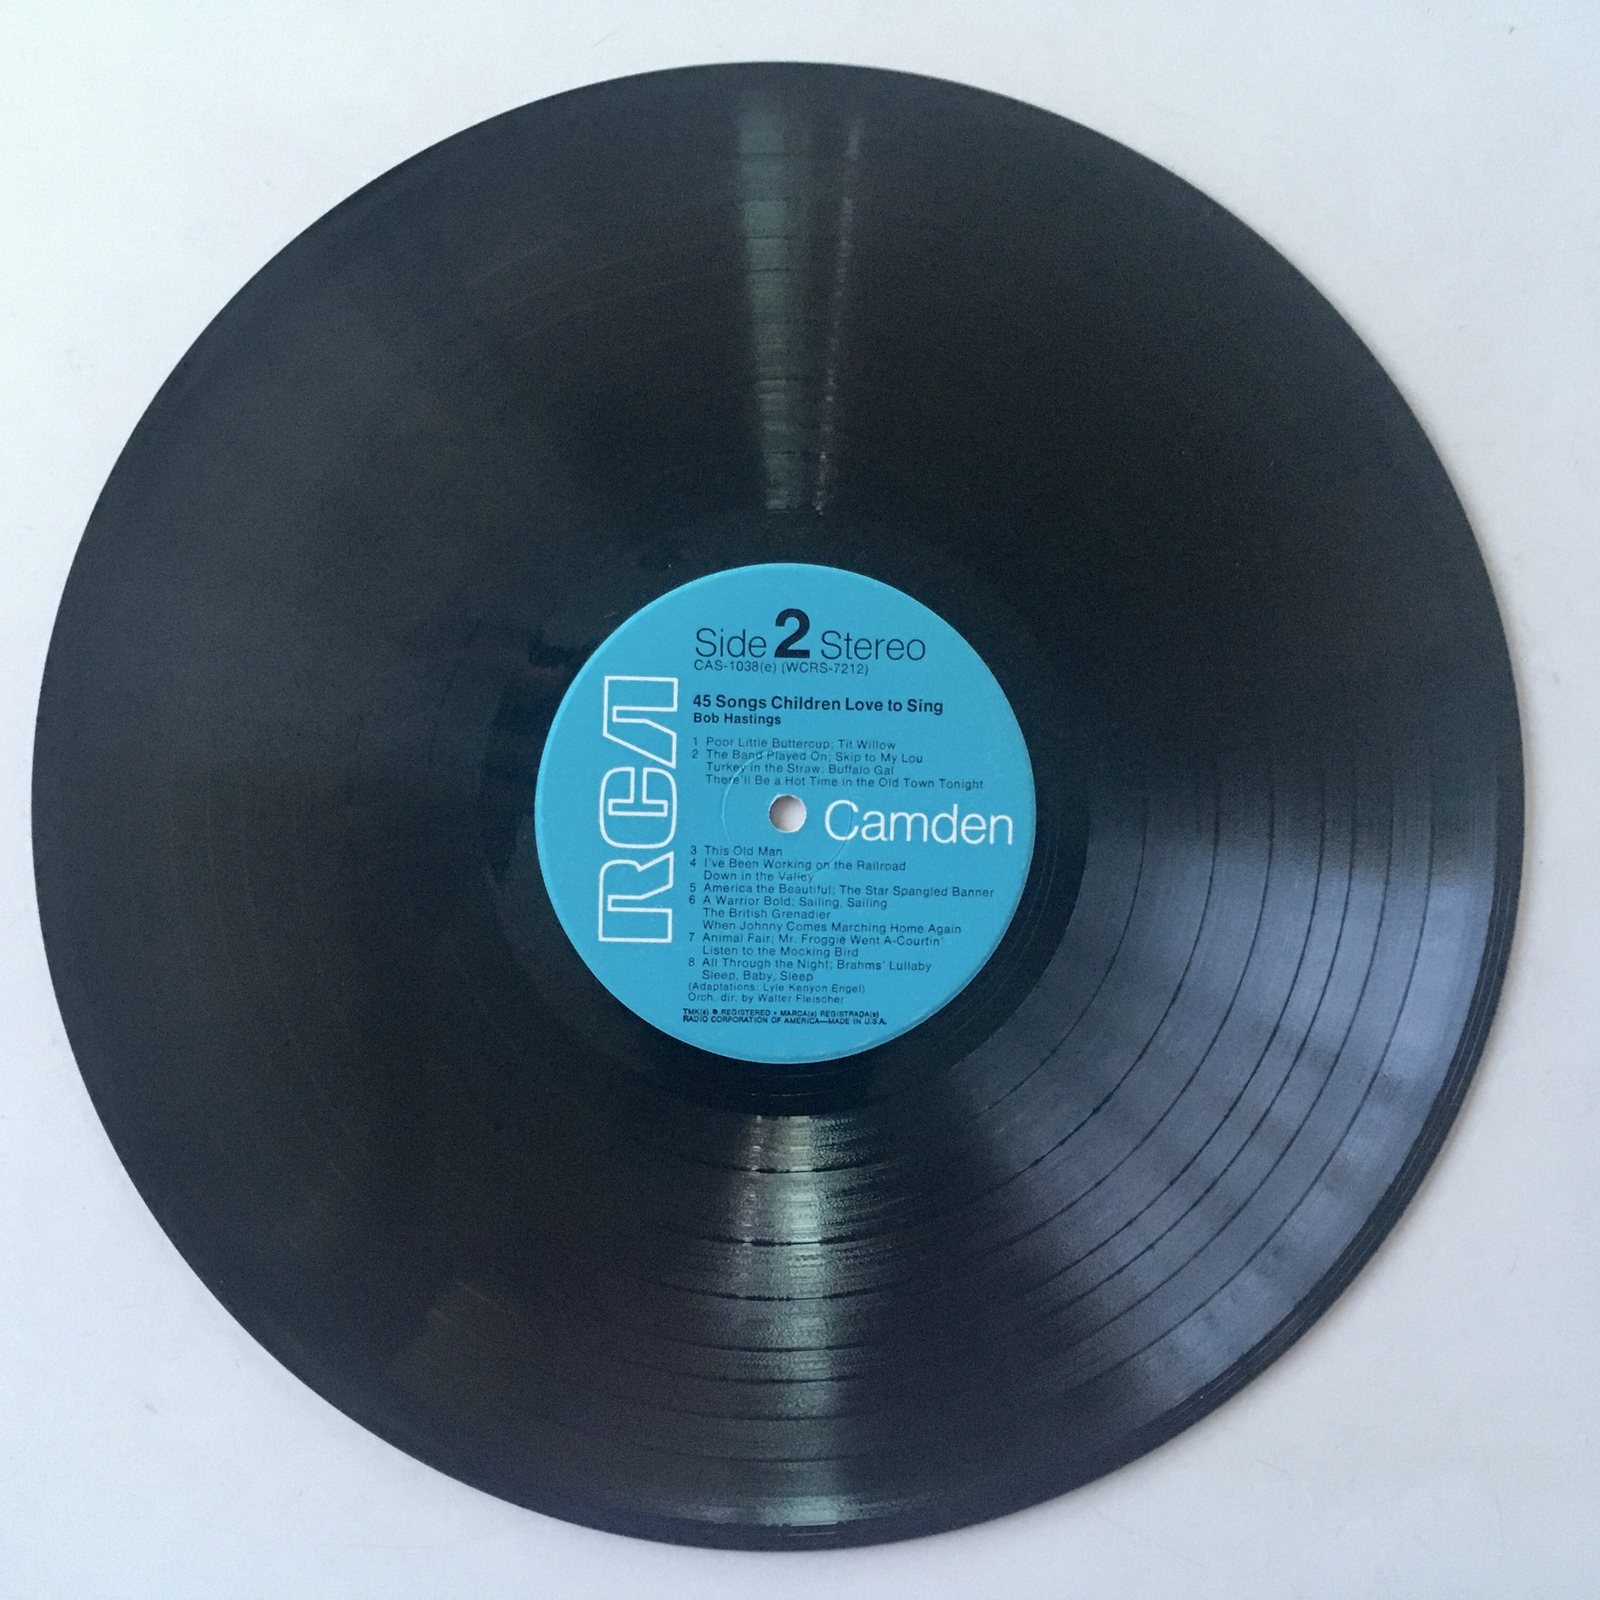 Side 2 Stereo
CAS-1038(e) (WCRS-7212)
RCA
45 Songs Children Love to Sing
Bob Hastings
1 Poor Little Buttercup; Tit Willow
2 The Band Played On; Skip to My Lou
Turkey in the Straw; Buffalo Gal
There'll Be a Hot Time in the Old Town Tonight
Camden
3 This Old Man
4 I've Been Working on the Railroad
Down in the Valley
5 America the Beautiful; The Star Spangled Banner
6 A Warrior Bold; Sailing, Sailing
The British Grenadier
When Johnny Comes Marching Home Again
7 Animal Fair; Mr. Froggie Went A-Courtin'
Listen to the Mocking Bird
8 All Through the Night; Brahms' Lullaby
Sleep, Baby, Sleep
(Adaptations: Lyle Kenyon Engel)
Orch. dir. by Walter Fleischer
TMK(s) ® REGISTERED • MARCA(s) REGISTRADA(s)
RADIO CORPORATION OF AMERICA—MADE IN U.S.A.